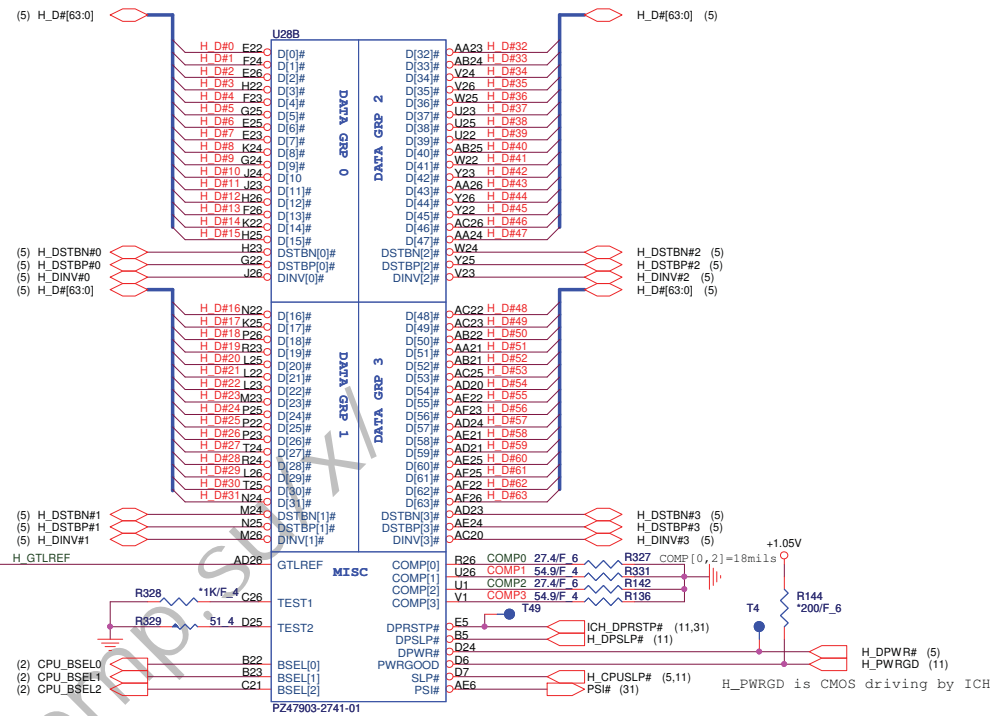 (5) H_D#[63:0] H_D#[63:0] (5)
U28B
H_D#0 E22 D[0]# D[32]# AA23 H_D#32
H_D#1 F24 D[1]# D[33]# AB24 H_D#33
H_D#2 E26 D[2]# D[34]# V24 H_D#34
H_D#3 H22 D[3]# D[35]# V26 H_D#35
H_D#4 F23 D[4]# D[36]# W25 H_D#36
H_D#5 G25 D[5]# D[37]# U23 H_D#37
H_D#6 E25 D[6]# D[38]# U25 H_D#38
H_D#7 E23 D[7]# D[39]# U22 H_D#39
H_D#8 K24 D[8]# D[40]# AB25 H_D#40
H_D#9 G24 D[9]# D[41]# W22 H_D#41
H_D#10 J24 D[10 D[42]# Y23 H_D#42
H_D#11 J23 D[11]# D[43]# AA26 H_D#43
H_D#12 H26 D[12]# D[44]# Y26 H_D#44
H_D#13 F26 D[13]# D[45]# Y22 H_D#45
H_D#14 K22 D[14]# D[46]# AC26 H_D#46
H_D#15 H25 D[15]# D[47]# AA24 H_D#47
DATA GRP 0
DATA GRP 2
(5) H_DSTBN#0 H23 DSTBN[0]# DSTBN[2]# W24 H_DSTBN#2 (5)
(5) H_DSTBP#0 G22 DSTBP[0]# DSTBP[2]# Y25 H_DSTBP#2 (5)
(5) H_DINV#0 J26 DINV[0]# DINV[2]# V23 H_DINV#2 (5)
(5) H_D#[63:0] H_D#[63:0] (5)
H_D#16 N22 D[16]# D[48]# AC22 H_D#48
H_D#17 K25 D[17]# D[49]# AC23 H_D#49
H_D#18 P26 D[18]# D[50]# AB22 H_D#50
H_D#19 R23 D[19]# D[51]# AA21 H_D#51
H_D#20 L25 D[20]# D[52]# AB21 H_D#52
H_D#21 L22 D[21]# D[53]# AC25 H_D#53
H_D#22 L23 D[22]# D[54]# AD20 H_D#54
H_D#23 M23 D[23]# D[55]# AE22 H_D#55
H_D#24 P25 D[24]# D[56]# AF23 H_D#56
H_D#25 P22 D[25]# D[57]# AD24 H_D#57
H_D#26 P23 D[26]# D[58]# AE21 H_D#58
H_D#27 T24 D[27]# D[59]# AD21 H_D#59
H_D#28 R24 D[28]# D[60]# AE25 H_D#60
H_D#29 L26 D[29]# D[61]# AF25 H_D#61
H_D#30 T25 D[30]# D[62]# AF22 H_D#62
H_D#31 N24 D[31]# D[63]# AF26 H_D#63
DATA GRP 1
DATA GRP 3
(5) H_DSTBN#1 M24 DSTBN[1]# DSTBN[3]# AD23 H_DSTBN#3 (5)
(5) H_DSTBP#1 N25 DSTBP[1]# DSTBP[3]# AE24 H_DSTBP#3 (5)
(5) H_DINV#1 M26 DINV[1]# DINV[3]# AC20 H_DINV#3 (5)
+1.05V
H_GTLREF AD26 GTLREF MISC COMP[0] R26 COMP0 27.4/F_6 R327 COMP[0,2]=18mils
COMP[1] U26 COMP1 54.9/F_4 R331
COMP[2] U1 COMP2 27.4/F_6 R142
COMP[3] V1 COMP3 54.9/F_4 R136
R328 *1K/F_4 C26 TEST1
R144 *200/F_6
T49
T4
R329 51_4 D25 TEST2
DPRSTP# E5 ICH_DPRSTP# (11,31)
DPSLP# B5 H_DPSLP# (11)
DPWR# D24 H_DPWR# (5)
(2) CPU_BSEL0 B22 BSEL[0] PWRGOOD D6 H_PWRGD (11)
(2) CPU_BSEL1 B23 BSEL[1] SLP# D7 H_CPUSLP# (5,11)
(2) CPU_BSEL2 C21 BSEL[2] PSI# AE6 PSI# (31)
H_PWRGD is CMOS driving by ICH
PZ47903-2741-01
emp.su/x/